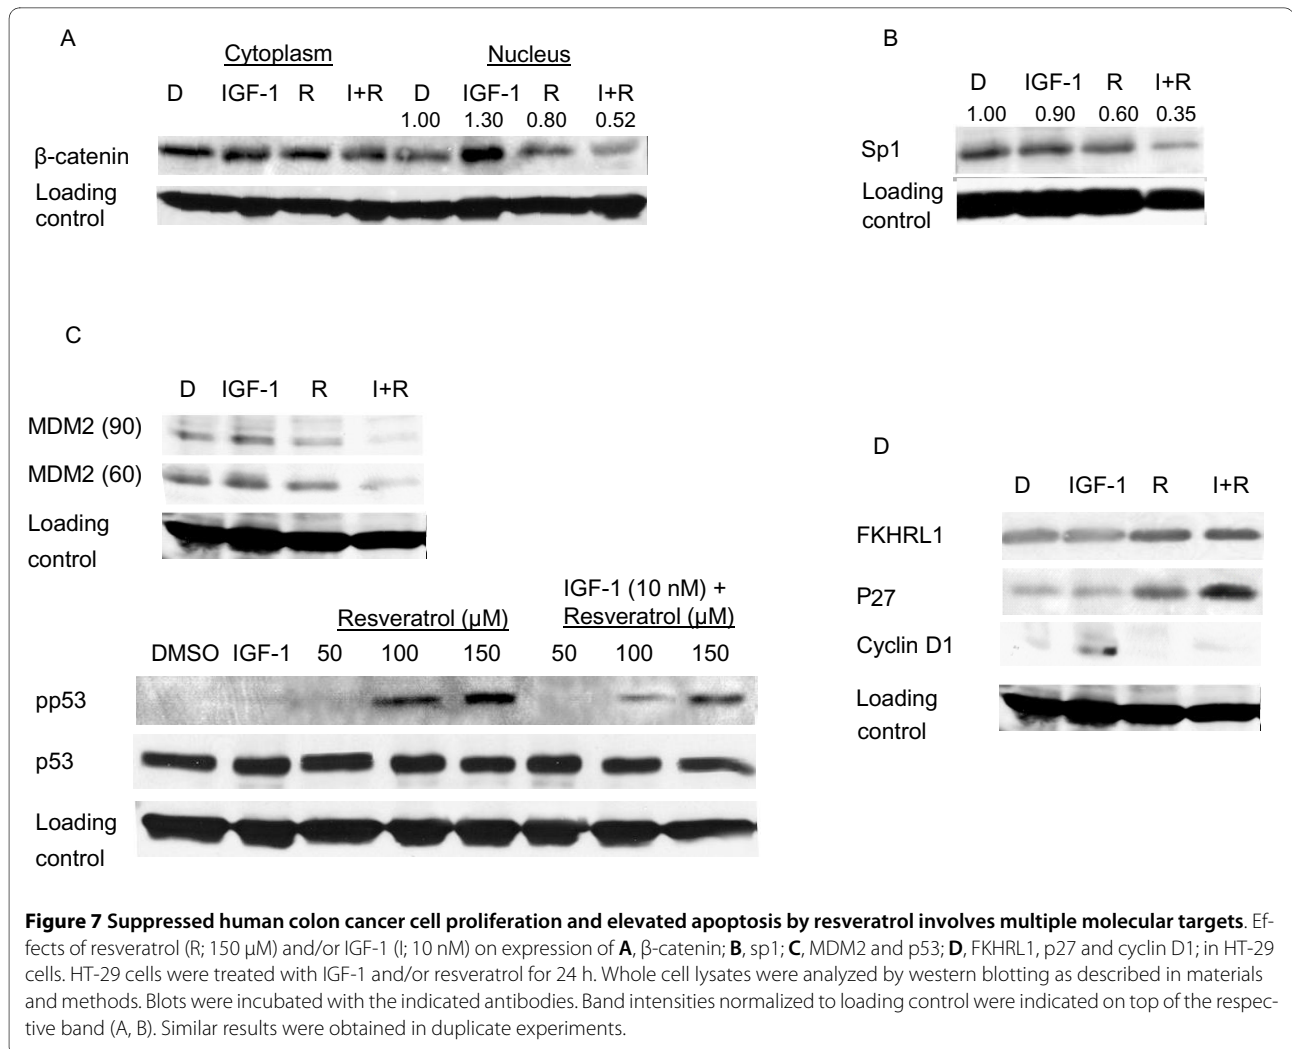 A
Cytoplasm Nucleus
D IGF-1 R I+R D IGF-1 R I+R
1.00 1.30 0.80 0.52
β-catenin
Loading
control
B
D IGF-1 R I+R
1.00 0.90 0.60 0.35
Sp1
Loading
control
C
D IGF-1 R I+R
MDM2 (90)
MDM2 (60)
Loading
control
IGF-1 (10 nM) +
Resveratrol (µM) Resveratrol (µM)
DMSO IGF-1 50 100 150 50 100 150
pp53
p53
Loading
control
D
D IGF-1 R I+R
FKHRL1
P27
Cyclin D1
Loading
control
Figure 7 Suppressed human colon cancer cell proliferation and elevated apoptosis by resveratrol involves multiple molecular targets. Ef-
fects of resveratrol (R; 150 µM) and/or IGF-1 (I; 10 nM) on expression of A, β-catenin; B, sp1; C, MDM2 and p53; D, FKHRL1, p27 and cyclin D1; in HT-29
cells. HT-29 cells were treated with IGF-1 and/or resveratrol for 24 h. Whole cell lysates were analyzed by western blotting as described in materials
and methods. Blots were incubated with the indicated antibodies. Band intensities normalized to loading control were indicated on top of the respec-
tive band (A, B). Similar results were obtained in duplicate experiments.